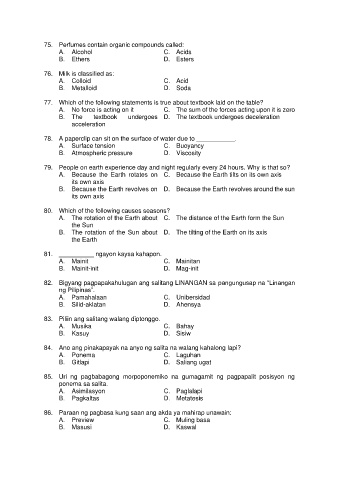 75. Perfumes contain organic compounds called:
A. Alcohol C. Acids
B. Ethers D. Esters
76. Milk is classified as:
A. Colloid C. Acid
B. Metalloid D. Soda
77. Which of the following statements is true about textbook laid on the table?
A. No force is acting on it C. The sum of the forces acting upon it is zero
B. The textbook undergoes D. The textbook undergoes deceleration
acceleration
78. A paperclip can sit on the surface of water due to ___________.
A. Surface tension C. Buoyancy
B. Atmospheric pressure D. Viscosity
79. People on earth experience day and night regularly every 24 hours. Why is that so?
A. Because the Earth rotates on C. Because the Earth tilts on its own axis
its own axis
B. Because the Earth revolves on D. Because the Earth revolves around the sun
its own axis
80. Which of the following causes seasons?
A. The rotation of the Earth about C. The distance of the Earth form the Sun
the Sun
B. The rotation of the Sun about D. The tilting of the Earth on its axis
the Earth
81. __________ ngayon kaysa kahapon.
A. Mainit C. Mainitan
B. Mainit-init D. Mag-init
82. Bigyang pagpapakahulugan ang salitang LINANGAN sa pangungusap na “Linangan
ng Pilipinas”.
A. Pamahalaan C. Unibersidad
B. Silid-aklatan D. Ahensya
83. Piliin ang salitang walang diptonggo.
A. Musika C. Bahay
B. Kasuy D. Sisiw
84. Ano ang pinakapayak na anyo ng salita na walang kahalong lapi?
A. Ponema C. Laguhan
B. Gitlapi D. Salitang ugat
85. Uri ng pagbabagong morpoponemiko na gumagamit ng pagpapalit posisyon ng
ponema sa salita.
A. Asimilasyon C. Paglalapi
B. Pagkaltas D. Metatesis
86. Paraan ng pagbasa kung saan ang akda ya mahirap unawain:
A. Preview C. Muling basa
B. Masusi D. Kaswal